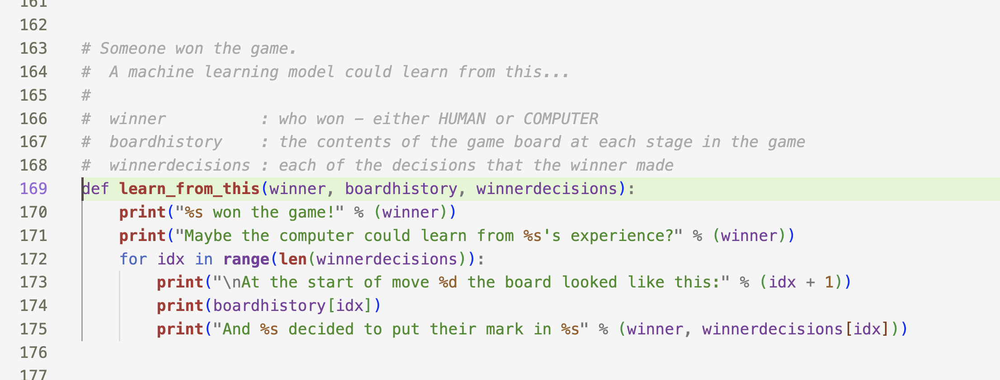 161
162
163 # Someone won the game.
164 #  A machine learning model could learn from this...
165 #
166 #  winner          : who won – either HUMAN or COMPUTER
167 #  boardhistory    : the contents of the game board at each stage in the game
168 #  winnerdecisions : each of the decisions that the winner made
169 def learn_from_this(winner, boardhistory, winnerdecisions):
170     print("%s won the game!" % (winner))
171     print("Maybe the computer could learn from %s's experience?" % (winner))
172     for idx in range(len(winnerdecisions)):
173         print("\nAt the start of move %d the board looked like this:" % (idx + 1))
174         print(boardhistory[idx])
175         print("And %s decided to put their mark in %s" % (winner, winnerdecisions[idx]))
176
177